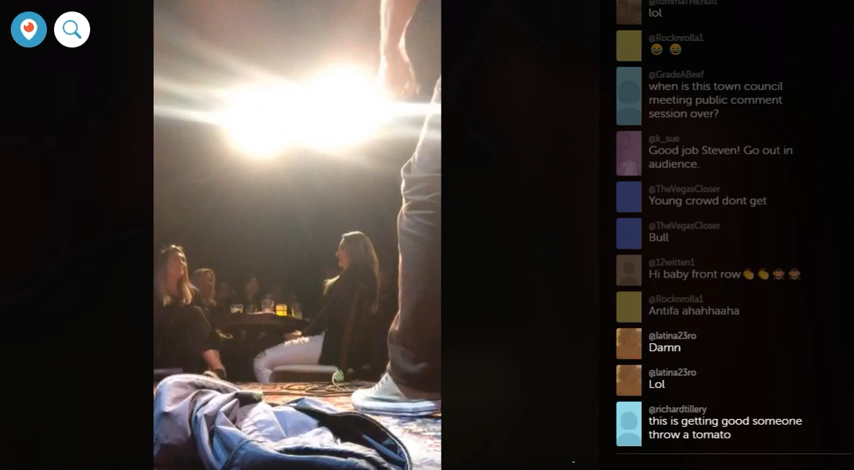 lol
@Rocknrolla1
😂 😂
@GradeABeef
when is this town council
meeting public comment
session over?
@k_sue
Good job Steven! Go out in
audience.
@TheVegasCloser
Young crowd dont get
@TheVegasCloser
Bull
@12witten1
Hi baby front row👏👏🙈🙈
@Rocknrolla1
Antifa ahahhaaha
@latina23ro
Damn
@latina23ro
Lol
@richardtillery
this is getting good someone
throw a tomato